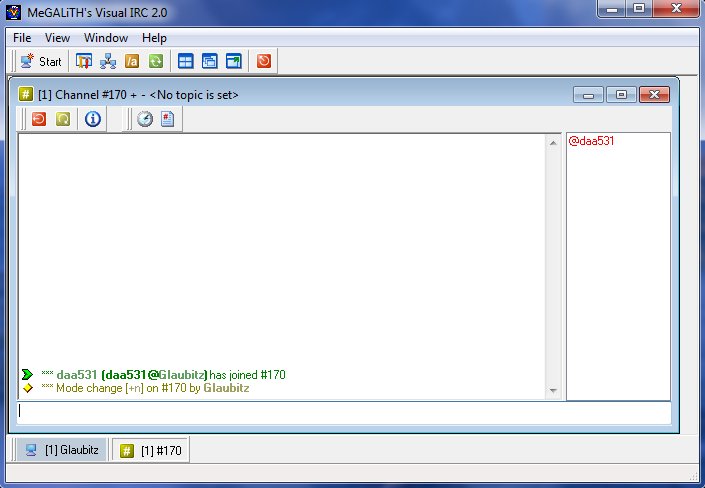 MeGALiTH's Visual IRC 2.0
File View Window Help
Start
[1] Channel #170 + - <No topic is set>
@daa531
*** daa531 (daa531@Glaubitz) has joined #170
*** Mode change [+n] on #170 by Glaubitz
[1] Glaubitz
[1] #170